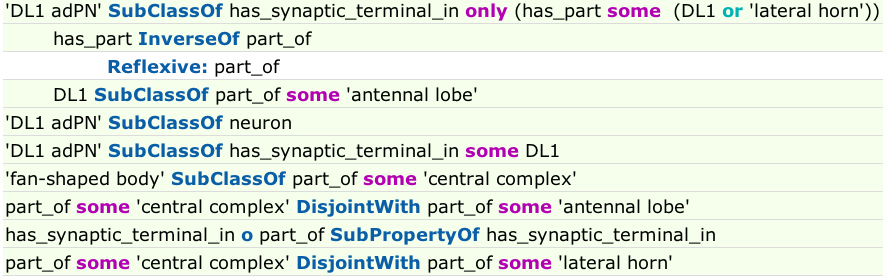 'DL1 adPN' SubClassOf has_synaptic_terminal_in only (has_part some (DL1 or 'lateral horn'))
has_part InverseOf part_of
Reflexive: part_of
DL1 SubClassOf part_of some 'antennal lobe'
'DL1 adPN' SubClassOf neuron
'DL1 adPN' SubClassOf has_synaptic_terminal_in some DL1
'fan-shaped body' SubClassOf part_of some 'central complex'
part_of some 'central complex' DisjointWith part_of some 'antennal lobe'
has_synaptic_terminal_in o part_of SubPropertyOf has_synaptic_terminal_in
part_of some 'central complex' DisjointWith part_of some 'lateral horn'